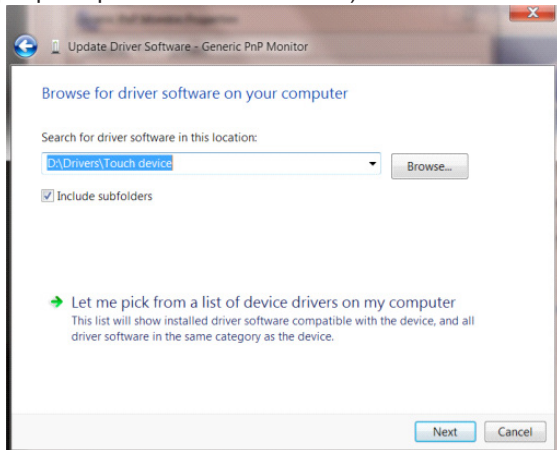 Update Driver Software - Generic PnP Monitor
Browse for driver software on your computer
Search for driver software in this location:
D:\Drivers\Touch device
Browse...
Include subfolders
Let me pick from a list of device drivers on my computer
This list will show installed driver software compatible with the device, and all
driver software in the same category as the device.
Next Cancel